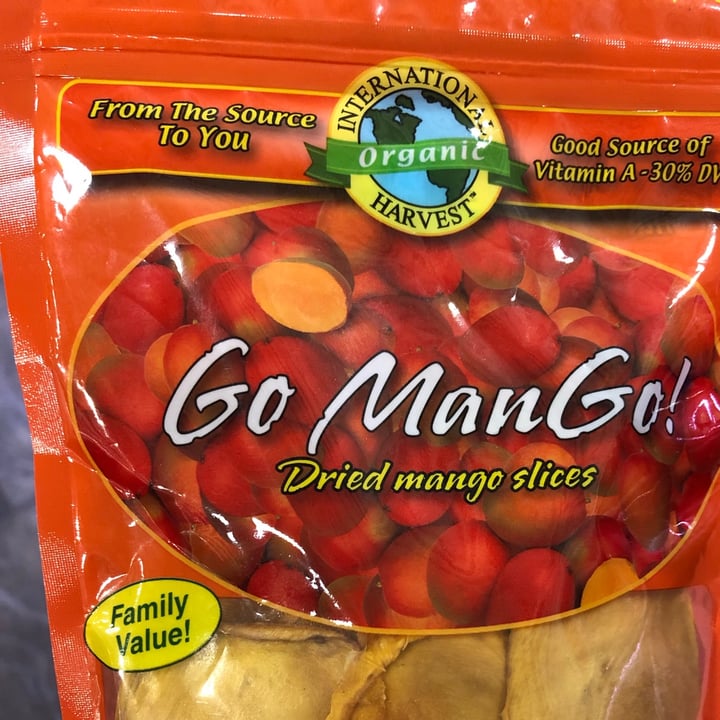 From The Source
To You
INTERNATIONAL
Organic
HARVEST™
Good Source of
Vitamin A - 30% DV
Go ManGo!
Dried mango slices
Family
Value!